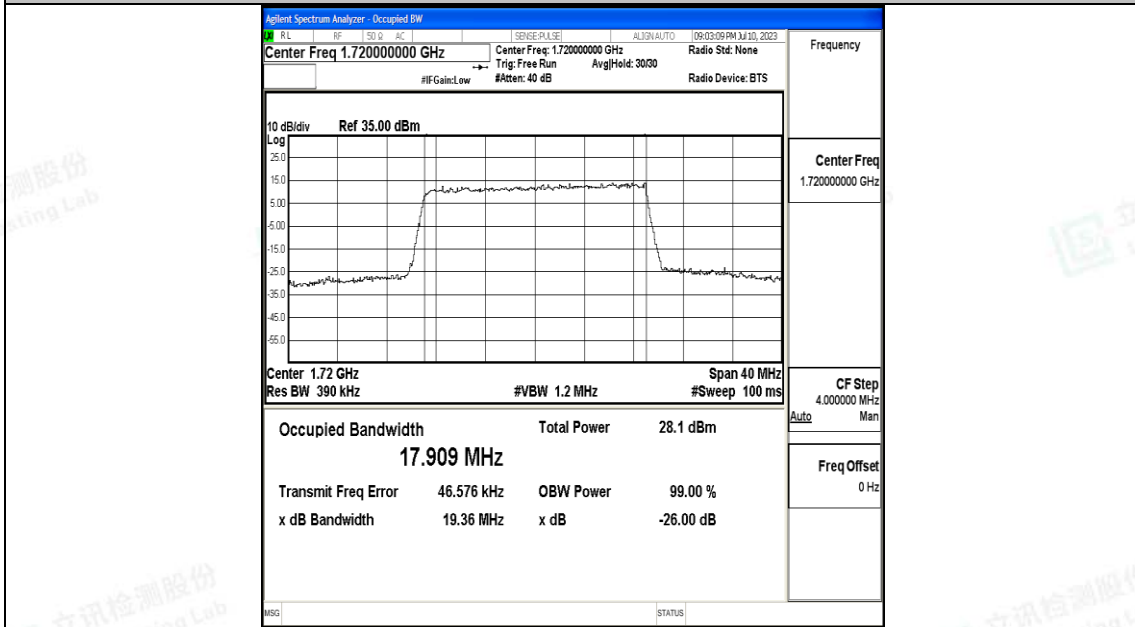 Agilent Spectrum Analyzer - Occupied BW
RL RF 50 Ω AC SENSE:PULSE ALIGN AUTO 09:03:09 PM Jul 10, 2023
Center Freq 1.720000000 GHz
Center Freq: 1.720000000 GHz
Radio Std: None
Trig: Free Run Avg|Hold: 30/30
#IFGain:Low #Atten: 40 dB Radio Device: BTS
Frequency
10 dB/div Ref 35.00 dBm
Log
25.0
15.0
5.00
-5.00
-15.0
-25.0
-35.0
-45.0
-55.0
Center 1.72 GHz Span 40 MHz
Res BW 390 kHz #VBW 1.2 MHz #Sweep 100 ms
Center Freq
1.720000000 GHz
CF Step
4.000000 MHz
Auto Man
Freq Offset
0 Hz
Occupied Bandwidth Total Power 28.1 dBm
17.909 MHz
Transmit Freq Error 46.576 kHz OBW Power 99.00 %
x dB Bandwidth 19.36 MHz x dB -26.00 dB
MSG STATUS
立讯检测股份